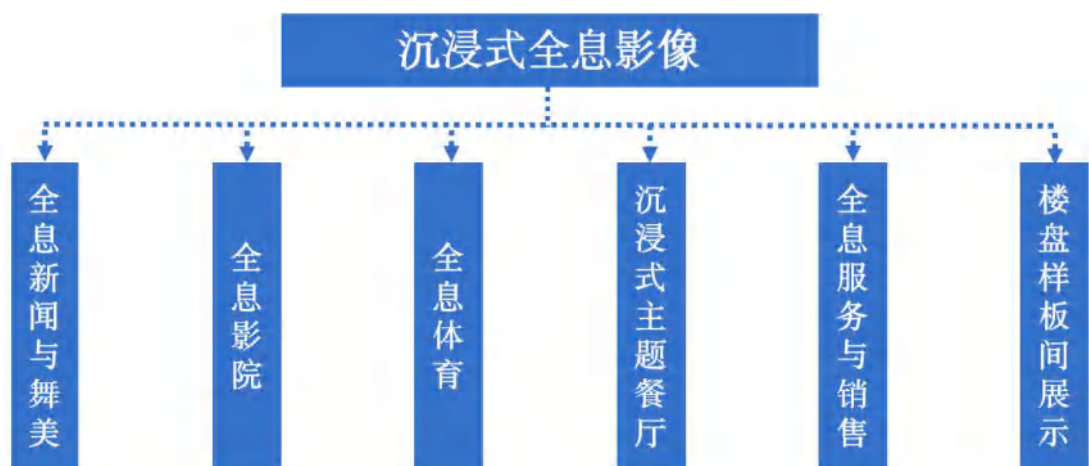 沉浸式全息影像
全息新闻与舞美
全息影院
全息体育
沉浸式主题餐厅
全息服务与销售
楼盘样板间展示